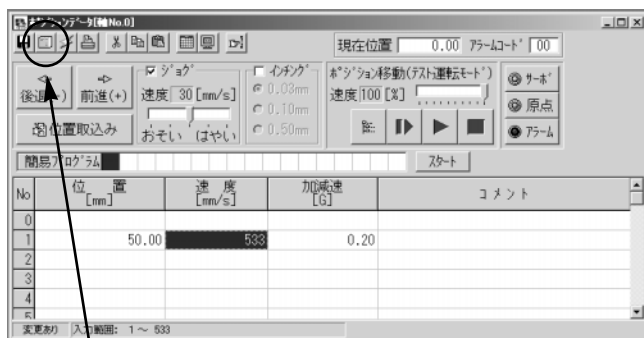 ポジションデータ[軸No.0]
現在位置 0.00 アラームコード 00
後退(-) 前進(+)
ジョグ
速度 30 [mm/s]
おそい はやい
インチング
0.03mm
0.10mm
0.50mm
ポジション移動(テスト運転モード)
速度 100 [%]
サーボ
原点
アラーム
位置取込み
簡易プログラム スタート
No 位 置 [mm] 速 度 [mm/s] 加減速 [G] コメント
0
1 50.00 533 0.20
2
3
4
5
変更あり 入力範囲: 1 ~ 533